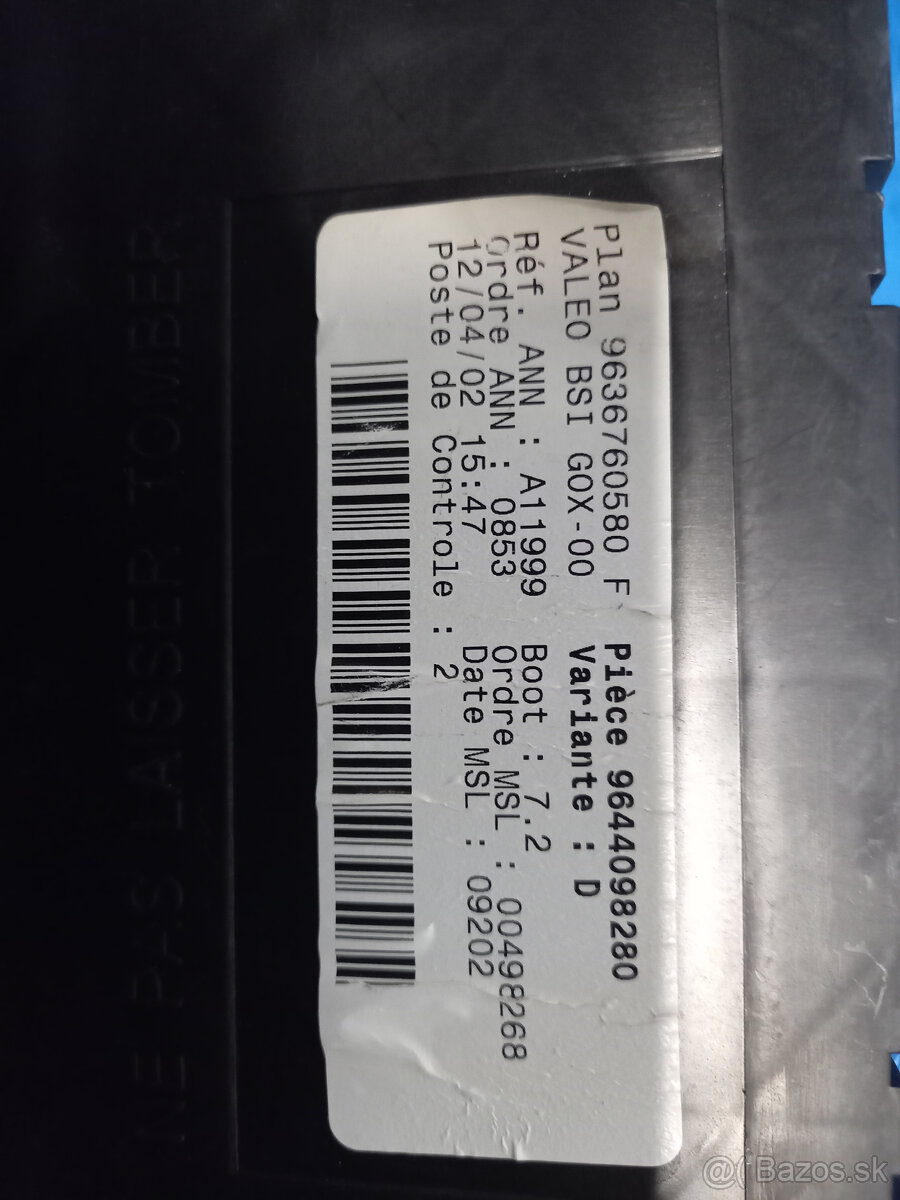 Plan 9636760580 F Pièce 9644098280
VALEO BSI G0X-00 Variante : D
Réf. ANN : A11999 Boot : 7.2
Ordre ANN : 0853 Ordre MSL : 00498268
12/04/02 15:47 Date MSL : 09202
Poste de Controle : 2
NE PAS LAISSER TOMBER
@( Bazos.sk